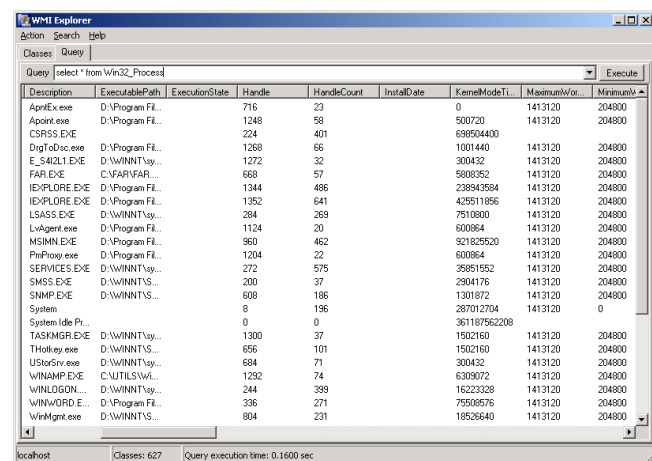 WMI Explorer
Action Search Help
Classes Query
Query select * from Win32_Process Execute
Description ExecutablePath ExecutionState Handle HandleCount InstallDate KernelModeTi... MaximumWor... MinimumW
ApntEx.exe D:\Program Fil... 716 23 0 1413120 204800
Apoint.exe D:\Program Fil... 1248 58 500720 1413120 204800
CSRSS.EXE 224 401 698504400
DrgToDsc.exe D:\Program Fil... 1268 66 1001440 1413120 204800
E_S4I2L1.EXE D:\WINNT\sy... 1272 32 300432 1413120 204800
FAR.EXE C:\FAR\FAR.... 668 57 5808352 1413120 204800
IEXPLORE.EXE D:\Program Fil... 1344 486 238943584 1413120 204800
IEXPLORE.EXE D:\Program Fil... 1352 641 425511856 1413120 204800
LSASS.EXE D:\WINNT\sy... 284 269 7510800 1413120 204800
LvAgent.exe D:\Program Fil... 1124 20 600864 1413120 204800
MSIMN.EXE D:\Program Fil... 960 462 921825520 1413120 204800
PmProxy.exe D:\Program Fil... 1204 22 600864 1413120 204800
SERVICES.EXE D:\WINNT\sy... 272 575 35851552 1413120 204800
SMSS.EXE D:\WINNT\S... 200 37 2904176 1413120 204800
SNMP.EXE D:\WINNT\S... 608 186 1301872 1413120 204800
System 8 196 287012704 1413120 0
System Idle Pr... 0 0 361187562208
TASKMGR.EXE D:\WINNT\sy... 1300 37 1502160 1413120 204800
THotkey.exe D:\WINNT\S... 656 101 1502160 1413120 204800
UStorSrv.exe D:\WINNT\sy... 684 71 300432 1413120 204800
WINAMP.EXE C:\UTILS\Wi... 1292 74 6309072 1413120 204800
WINLOGON.... D:\WINNT\sy... 244 399 16223328 1413120 204800
WINWORD.E... D:\Program Fil... 336 271 75508576 1413120 204800
WinMgmt.exe D:\WINNT\S... 804 231 18526640 1413120 204800
localhost Classes: 627 Query execution time: 0.1600 sec